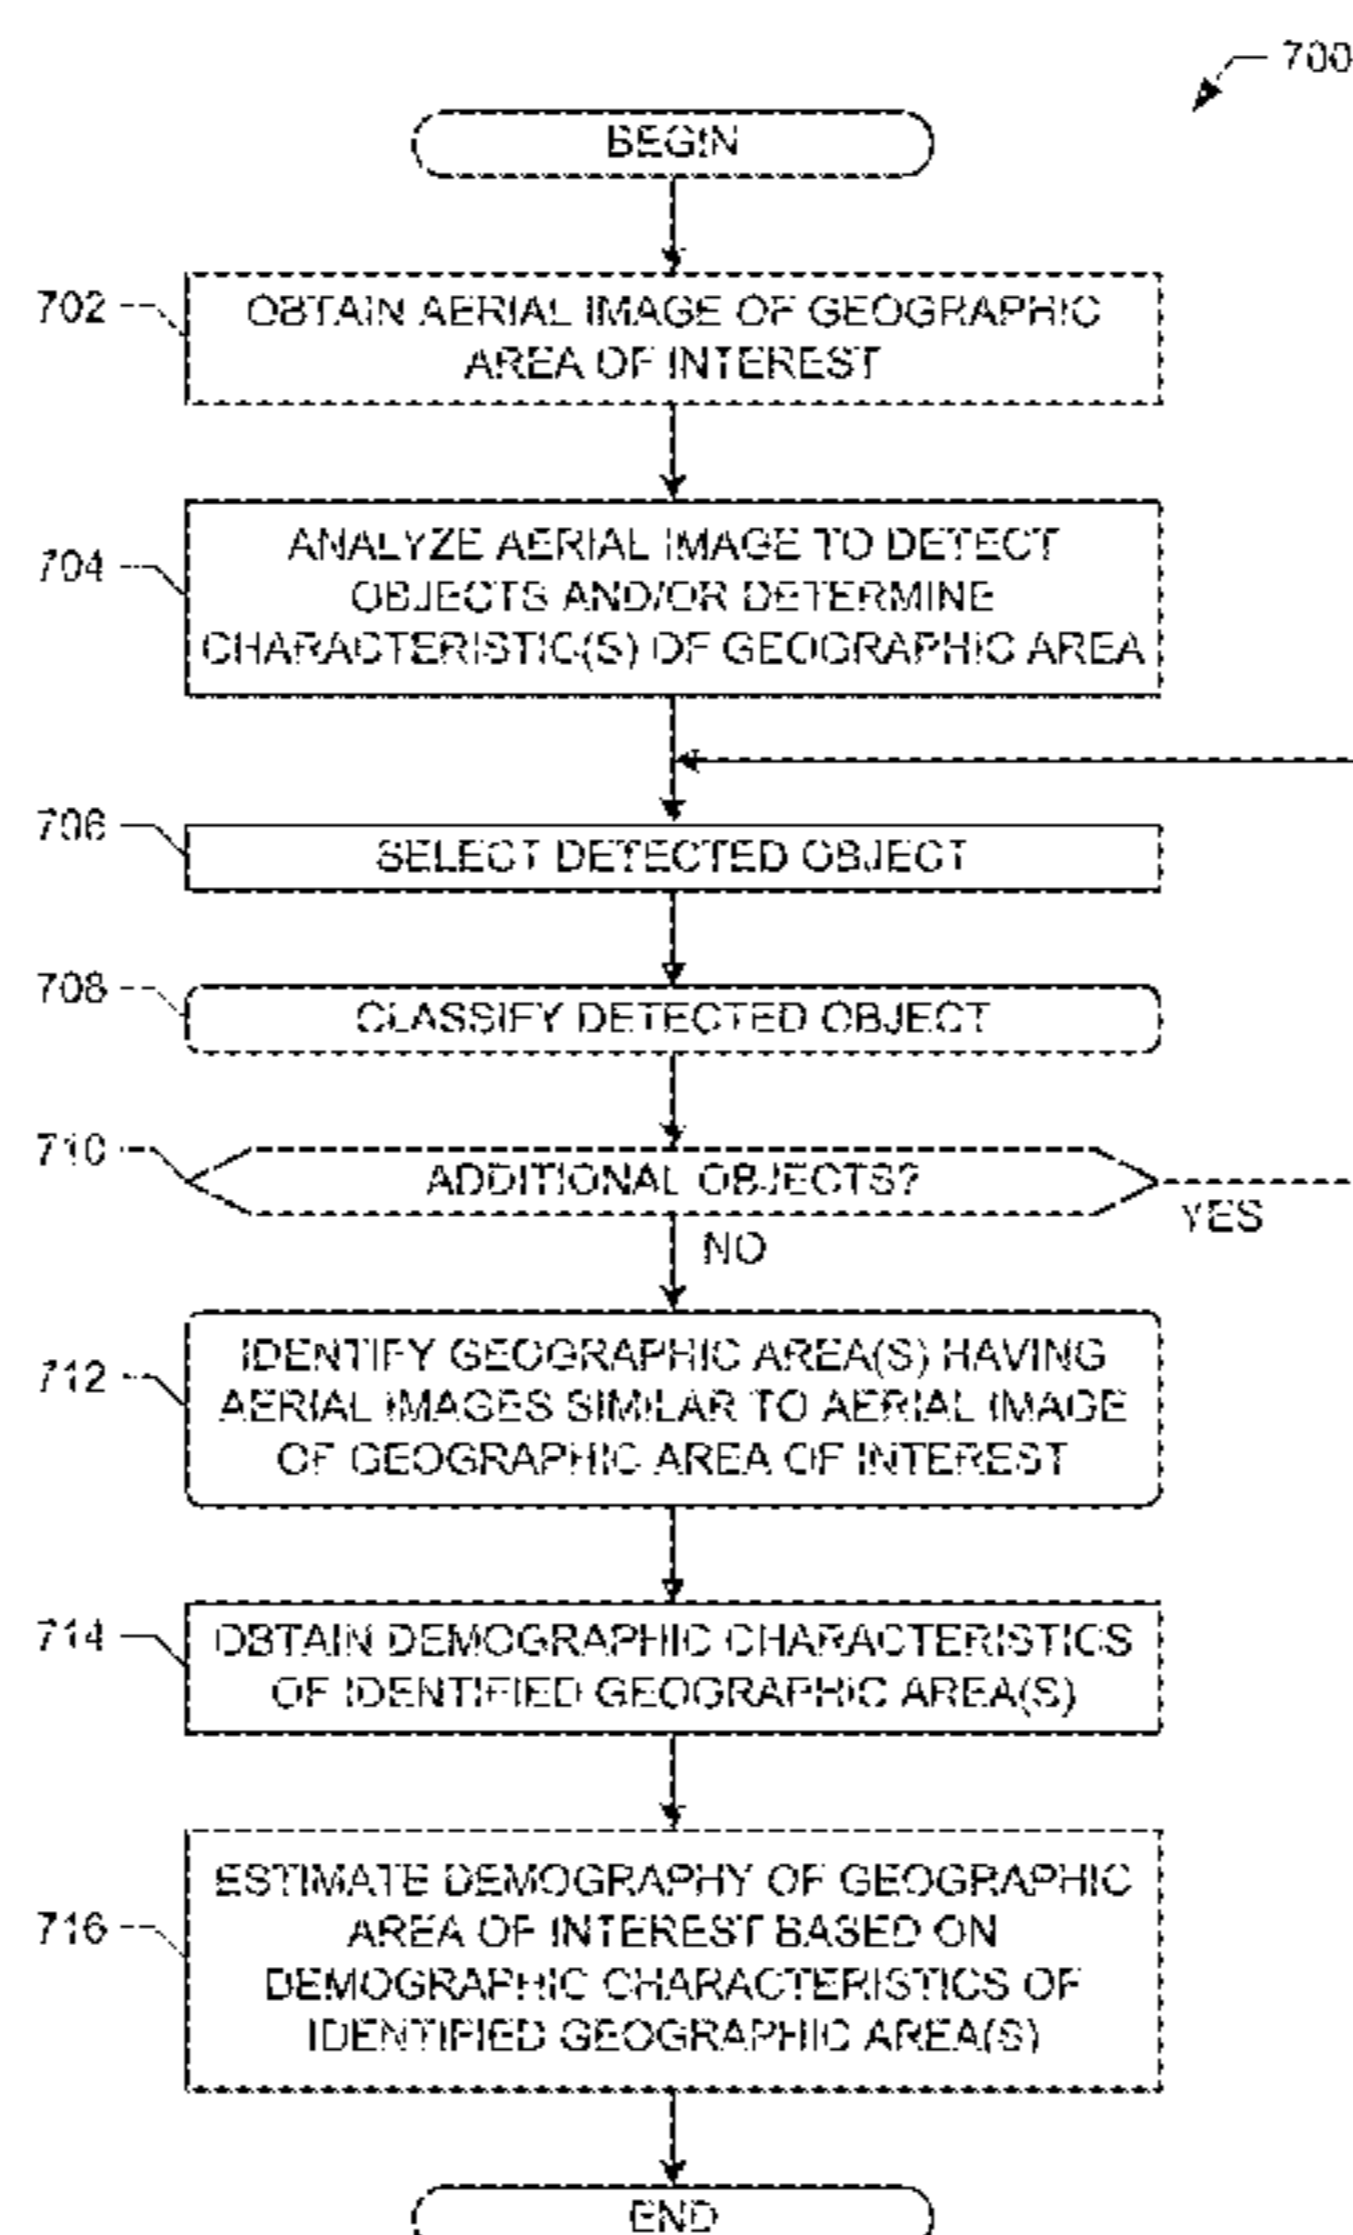 700
BEGIN
702
OBTAIN AERIAL IMAGE OF GEOGRAPHIC
AREA OF INTEREST
704
ANALYZE AERIAL IMAGE TO DETECT
OBJECTS AND/OR DETERMINE
CHARACTERISTIC(S) OF GEOGRAPHIC AREA
706
SELECT DETECTED OBJECT
708
CLASSIFY DETECTED OBJECT
710
ADDITIONAL OBJECTS?
YES
NO
712
IDENTIFY GEOGRAPHIC AREA(S) HAVING
AERIAL IMAGES SIMILAR TO AERIAL IMAGE
OF GEOGRAPHIC AREA OF INTEREST
714
OBTAIN DEMOGRAPHIC CHARACTERISTICS
OF IDENTIFIED GEOGRAPHIC AREA(S)
716
ESTIMATE DEMOGRAPHY OF GEOGRAPHIC
AREA OF INTEREST BASED ON
DEMOGRAPHIC CHARACTERISTICS OF
IDENTIFIED GEOGRAPHIC AREA(S)
END